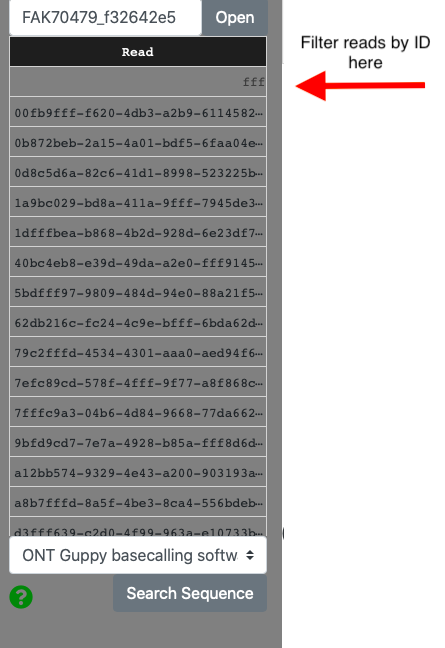 FAK70479_f32642e5 Open
Filter reads by ID
here
Read
fff
00fb9fff-f620-4db3-a2b9-6114582…
0b872beb-2a15-4a01-bdf5-6faa04e…
0d8c5d6a-82c6-41d1-8998-523225b…
1a9bc029-bd8a-411a-9fff-7945de3…
1dfffbea-b868-4b2d-928d-6e23df7…
40bc4eb8-e39d-49da-a2e0-fff9145…
5bdfff97-9809-484d-94e0-88a21f5…
62db216c-fc24-4c9e-bfff-6bda62d…
79c2fffd-4534-4301-aaa0-aed94f6…
7efc89cd-578f-4fff-9f77-a8f868c…
7fffc9a3-04b6-4d84-9668-77da662…
9bfd9cd7-7e7a-4928-b85a-fff8d6d…
a12bb574-9329-4e43-a200-903193a…
a8b7fffd-8a5f-4be3-8ca4-556bdeb…
d3fff639-c2d0-4f99-963a-e10733b…
ONT Guppy basecalling softw
? Search Sequence